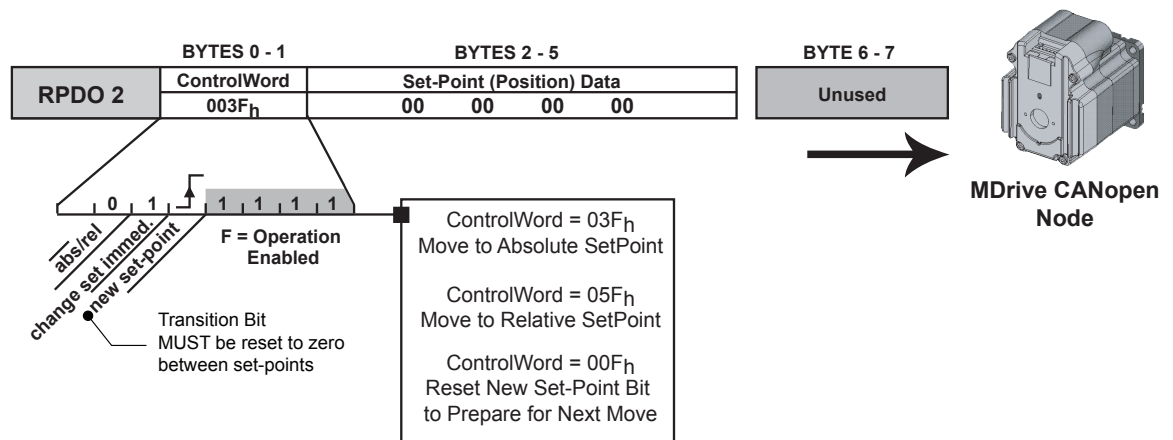 BYTES 0 - 1
BYTES 2 - 5
BYTE 6 - 7
RPDO 2
ControlWord
Set-Point (Position) Data
Unused
003Fh
00 00 00 00
MDrive CANopen
Node
0 1 1 1 1 1
abs/rel
change set immed.
new set-point
F = Operation
Enabled
Transition Bit
MUST be reset to zero
between set-points
ControlWord = 03Fh
Move to Absolute SetPoint
ControlWord = 05Fh
Move to Relative SetPoint
ControlWord = 00Fh
Reset New Set-Point Bit
to Prepare for Next Move